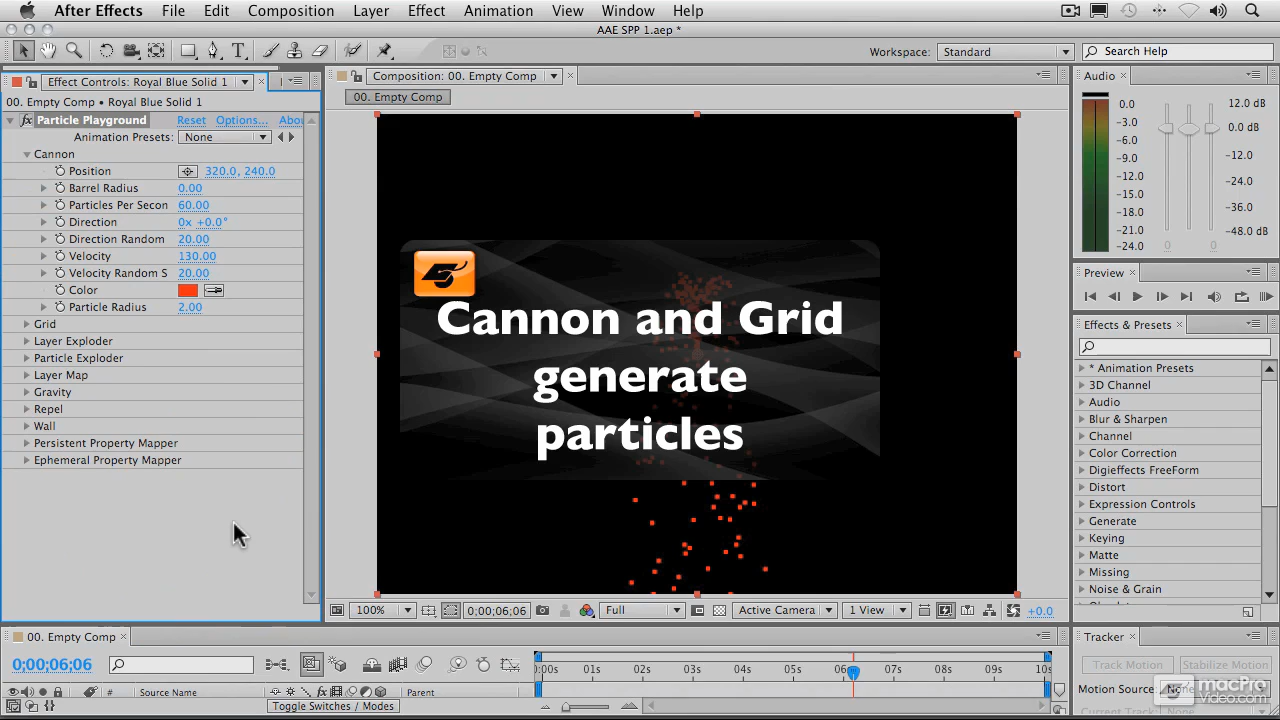 After Effects File Edit Composition Layer Effect Animation View Window Help
AAE SPP 1.aep *
Workspace: Standard Search Help
Effect Controls: Royal Blue Solid 1
00. Empty Comp • Royal Blue Solid 1
fx Particle Playground Reset Options... Abou
Animation Presets: None
Cannon
Position 320.0, 240.0
Barrel Radius 0.00
Particles Per Secon 60.00
Direction 0x +0.0°
Direction Random 20.00
Velocity 130.00
Velocity Random S 20.00
Color
Particle Radius 2.00
Grid
Layer Exploder
Particle Exploder
Layer Map
Gravity
Repel
Wall
Persistent Property Mapper
Ephemeral Property Mapper
Composition: 00. Empty Comp
00. Empty Comp
Cannon and Grid
generate
particles
100% 0;00;06;06 Full Active Camera 1 View +0.0
Audio
0.0 12.0 dB
-3.0 0.0 dB
-6.0
-9.0 -12.0
-12.0
-15.0 -24.0
-18.0 -36.0
-21.0
-24.0 -48.0 dB
0 0
Preview
Effects & Presets
* Animation Presets
3D Channel
Audio
Blur & Sharpen
Channel
Color Correction
Digieffects FreeForm
Distort
Expression Controls
Generate
Keying
Matte
Missing
Noise & Grain
00. Empty Comp
0;00;06;06
# Source Name fx Parent
Toggle Switches / Modes
0:00s 01s 02s 03s 04s 05s 06s 07s 08s 09s 10s
Tracker
Track Motion Stabilize Motion
Motion Source: None
Current Track:
macPro
Video.com